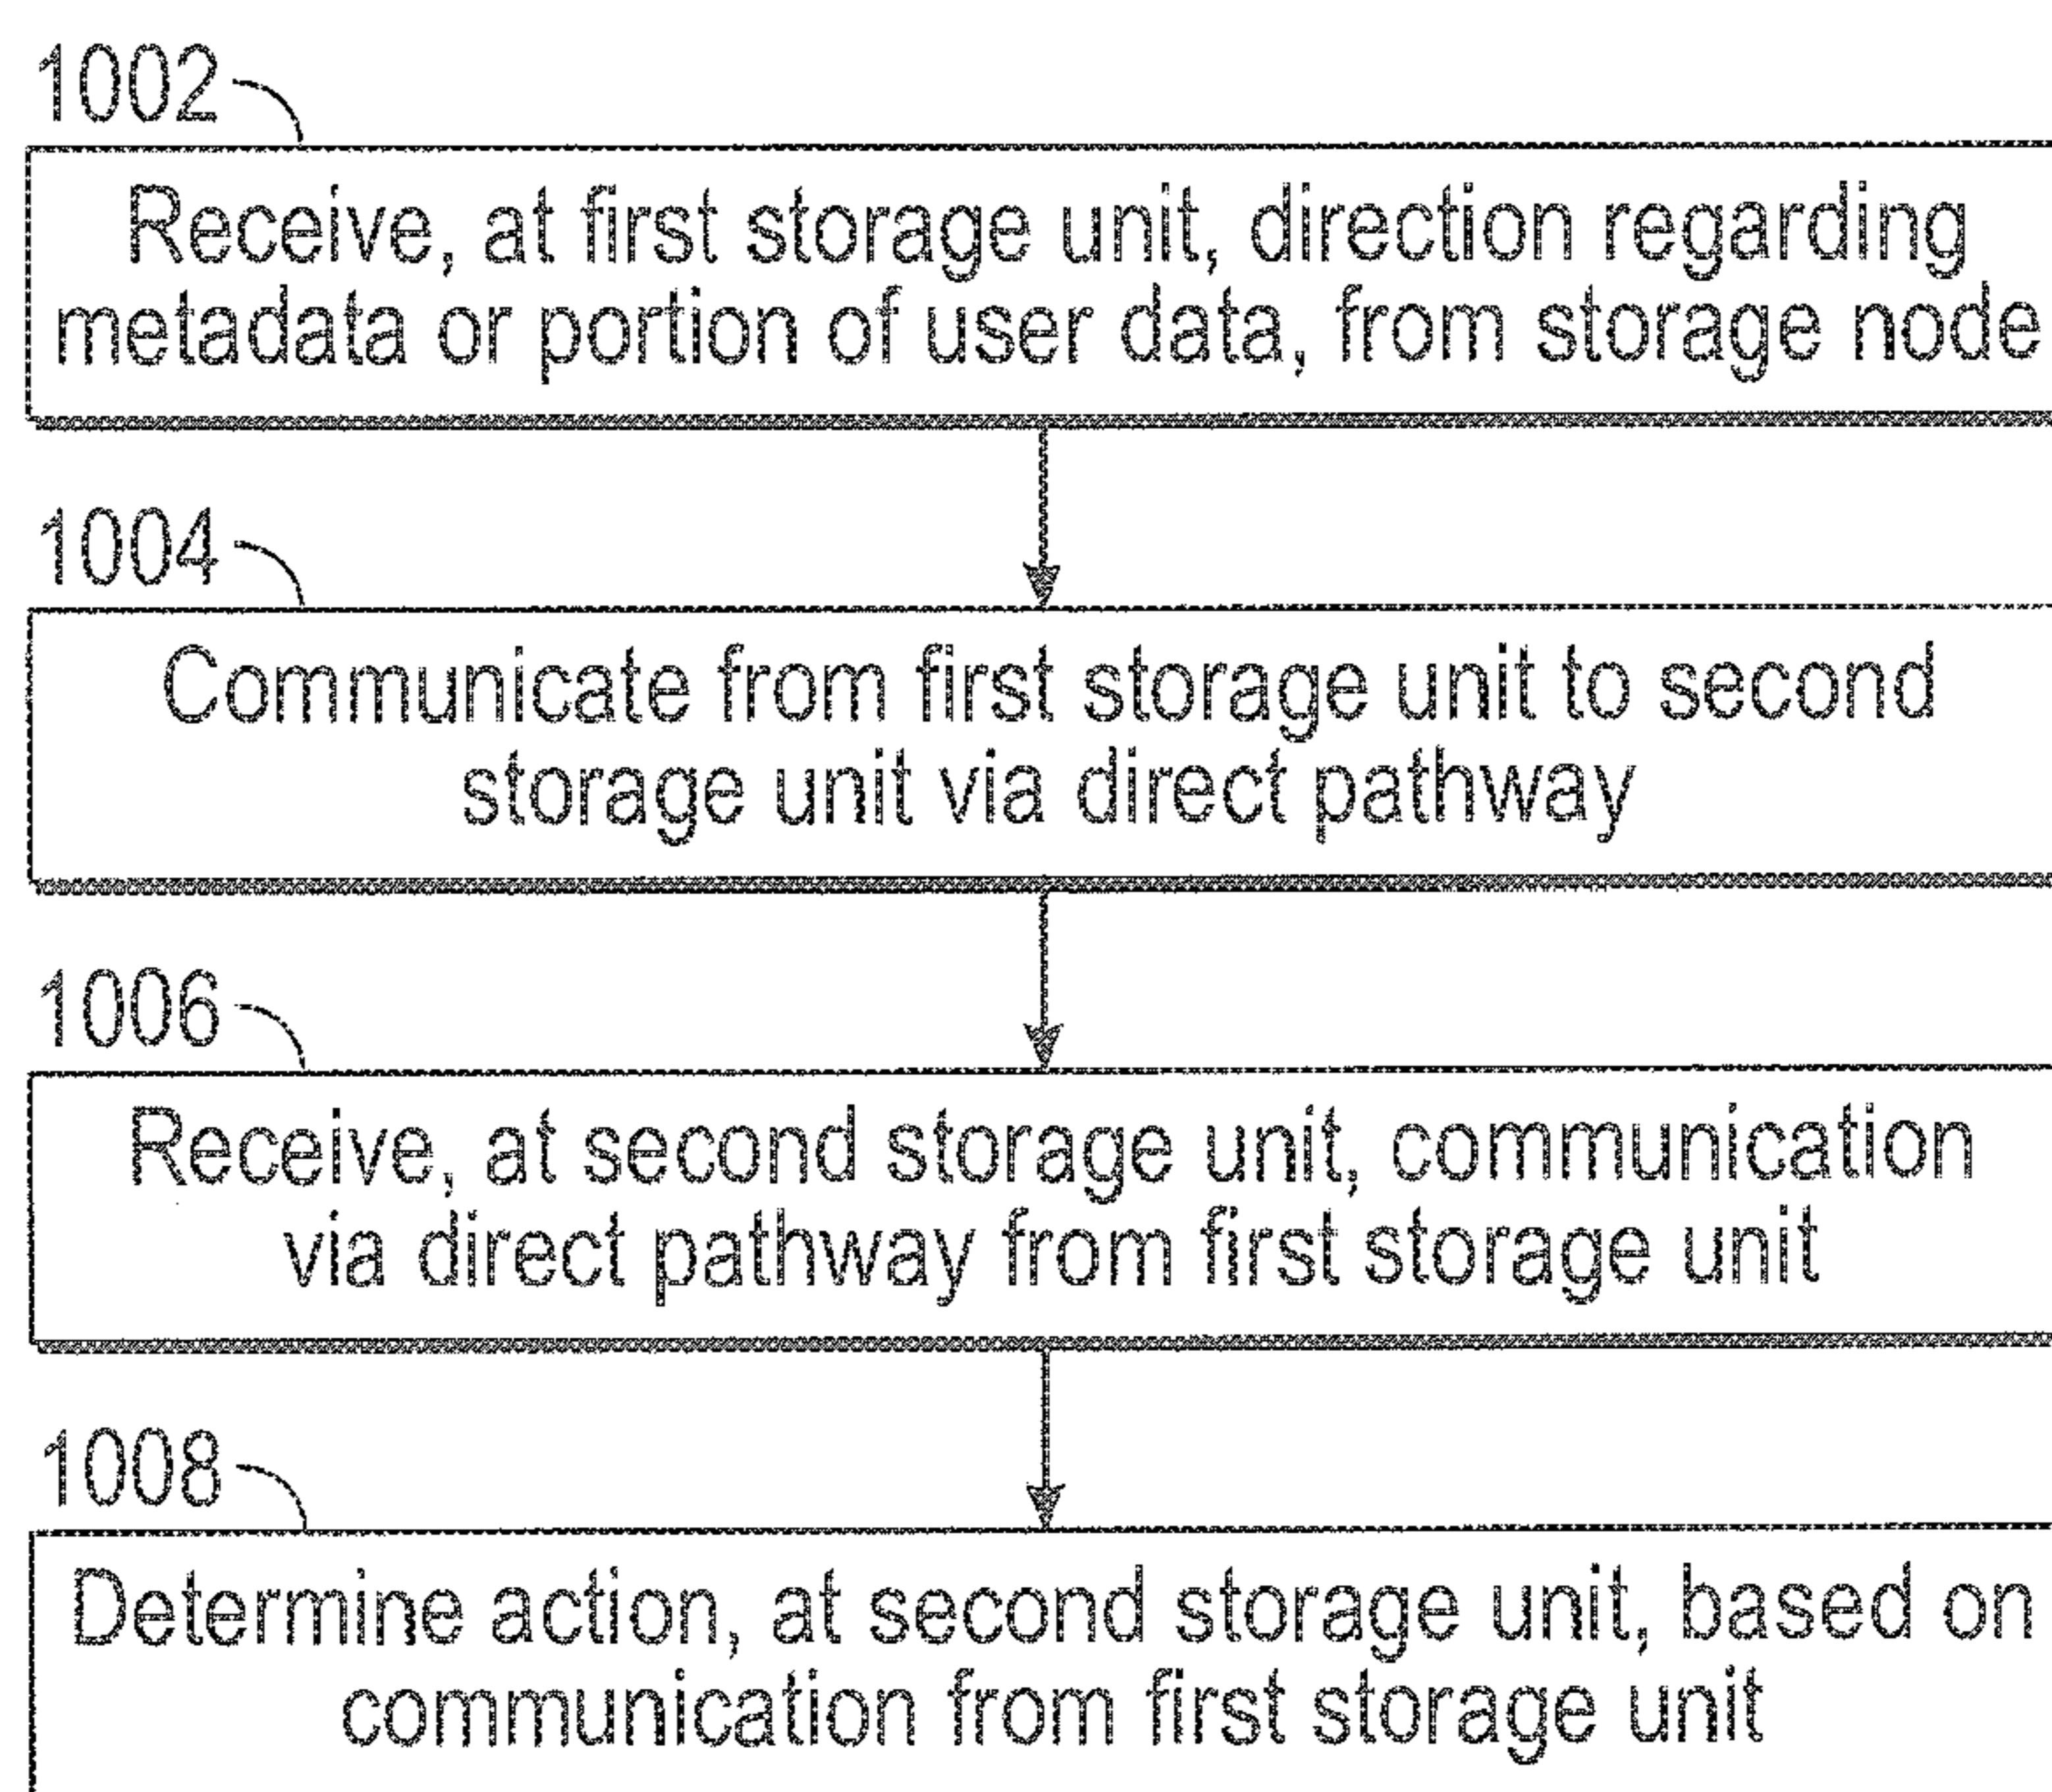 1002
Receive, at first storage unit, direction regarding
metadata or portion of user data, from storage node
1004
Communicate from first storage unit to second
storage unit via direct pathway
1006
Receive, at second storage unit, communication
via direct pathway from first storage unit
1008
Determine action, at second storage unit, based on
communication from first storage unit